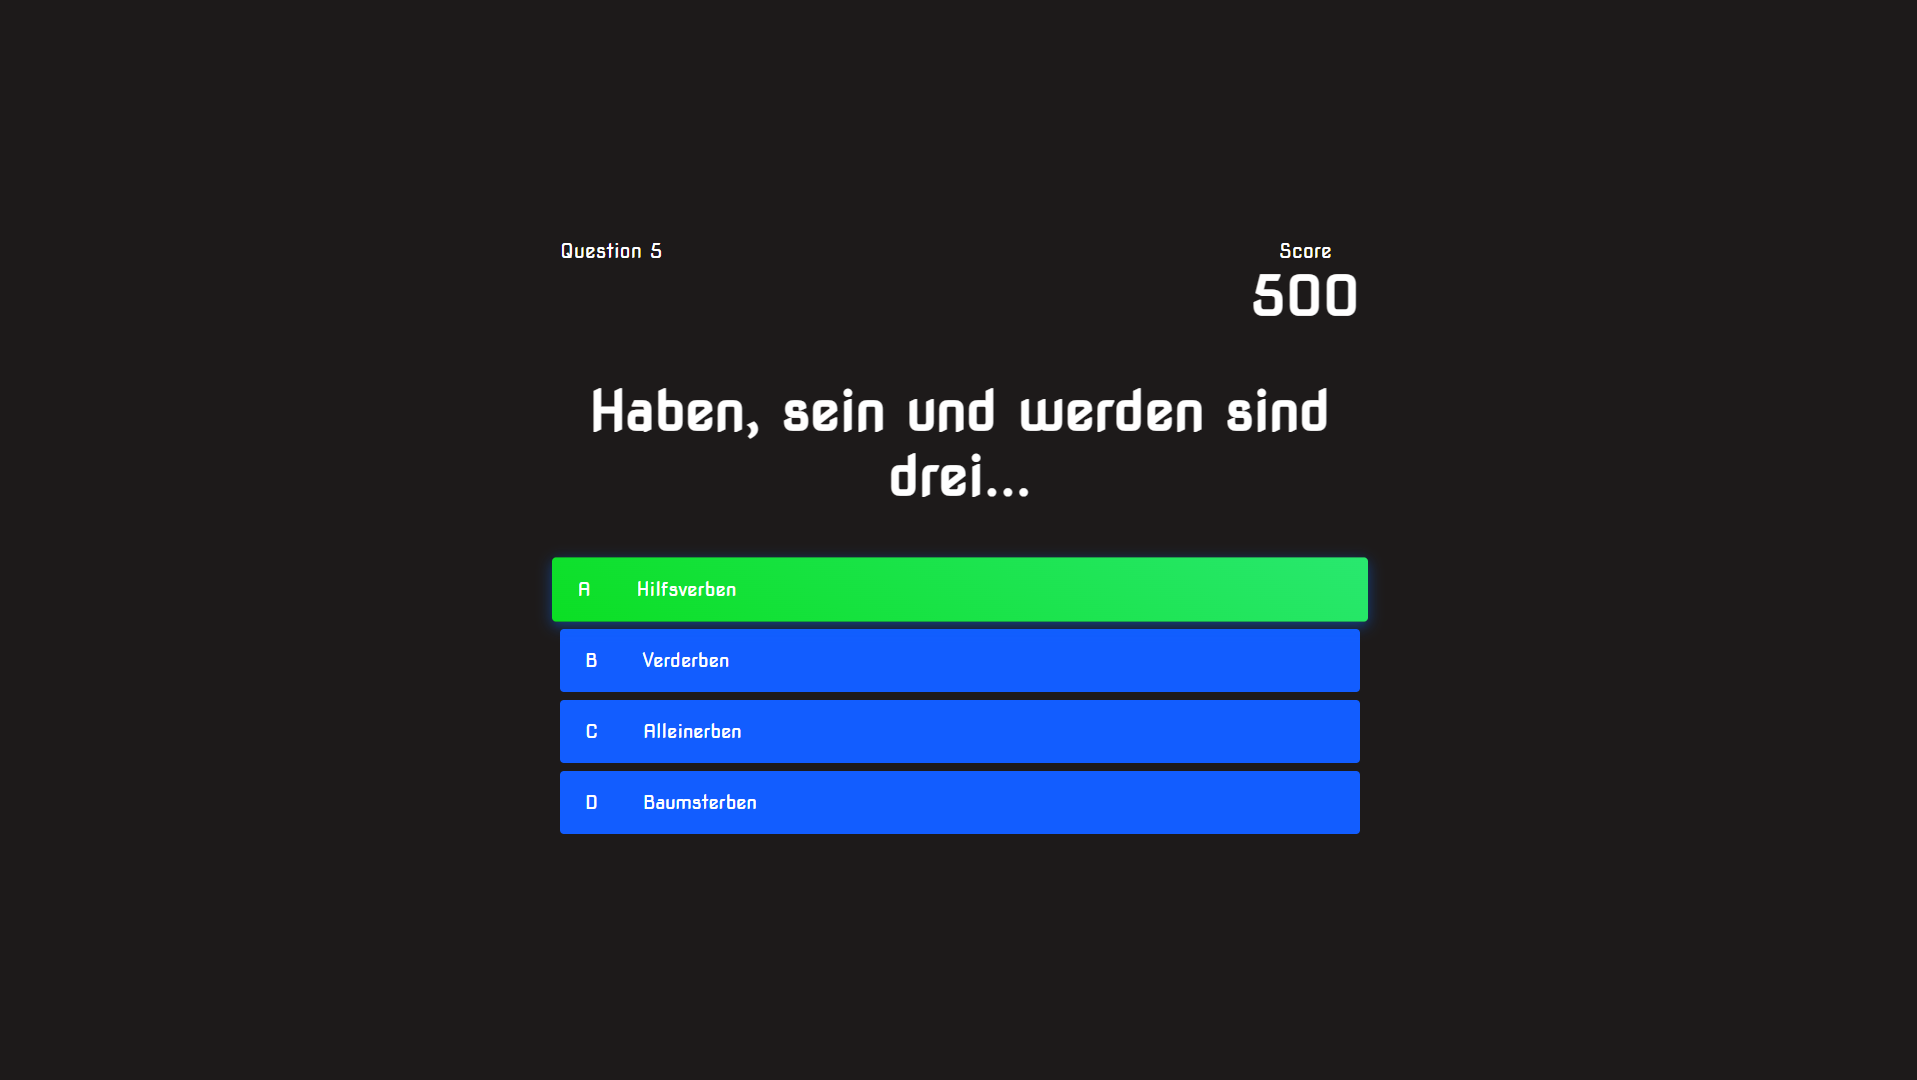 Question 5
Score
500
Haben, sein und werden sind
drei...
A Hilfsverben
B Verderben
C Alleinerben
D Baumsterben